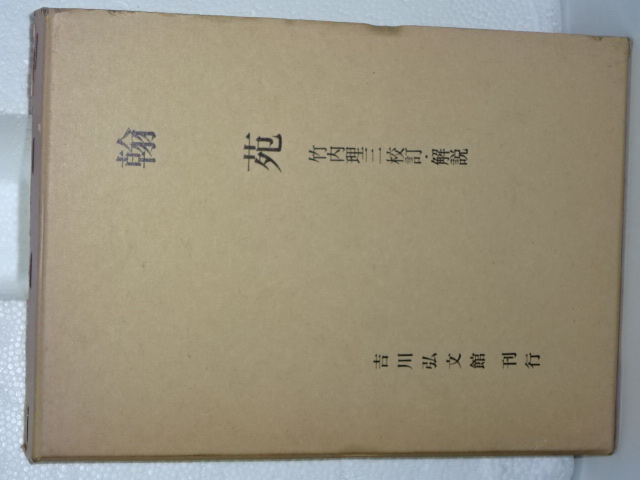 翰苑
竹内理三校訂・解説
吉川弘文館刊行